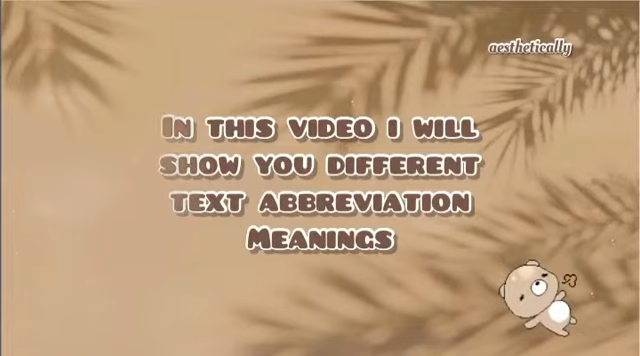 aesthetically
In this video i will
show you different
text abbreviation
Meanings